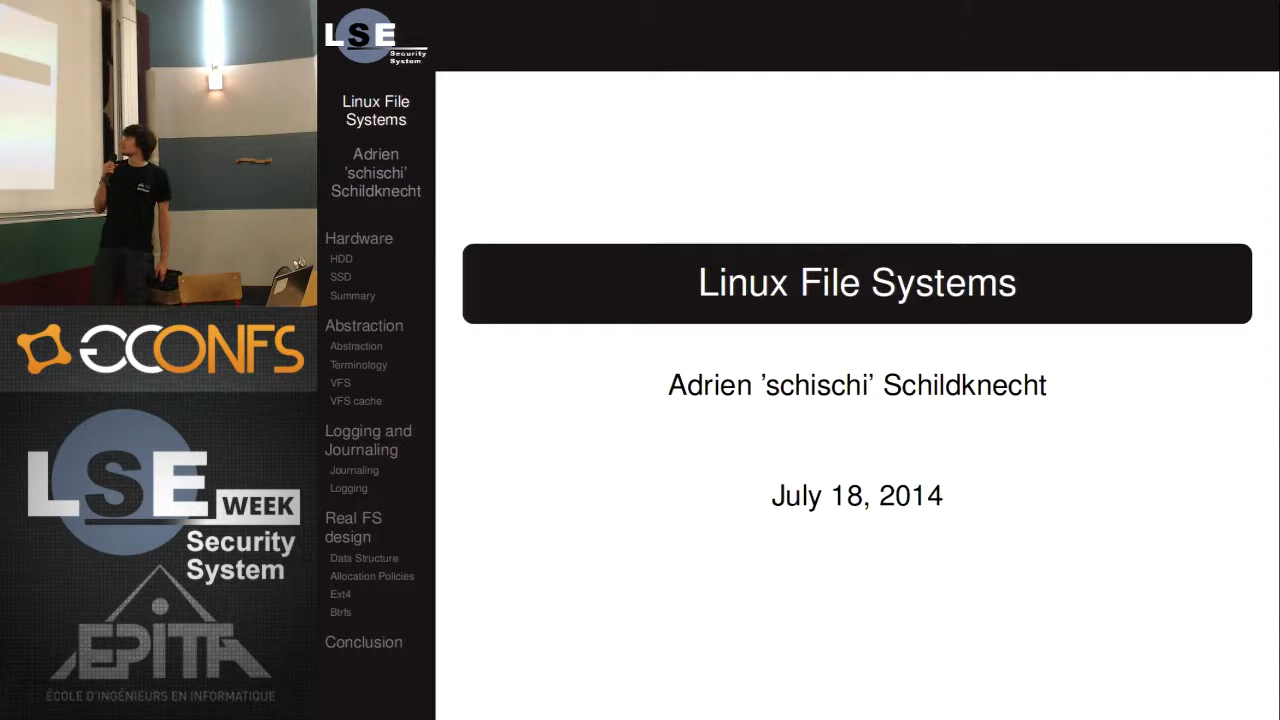 LSE
Security
System
Linux File
Systems
Adrien
'schischi'
Schildknecht
Hardware
HDD
SSD
Summary
Abstraction
Abstraction
Terminology
VFS
VFS cache
Logging and
Journaling
Journaling
Logging
Real FS
design
Data Structure
Allocation Policies
Ext4
Btrfs
Conclusion
Linux File Systems
Adrien 'schischi' Schildknecht
July 18, 2014
GCONFS
LSE WEEK
Security
System
EPITA
ÉCOLE D'INGÉNIEURS EN INFORMATIQUE